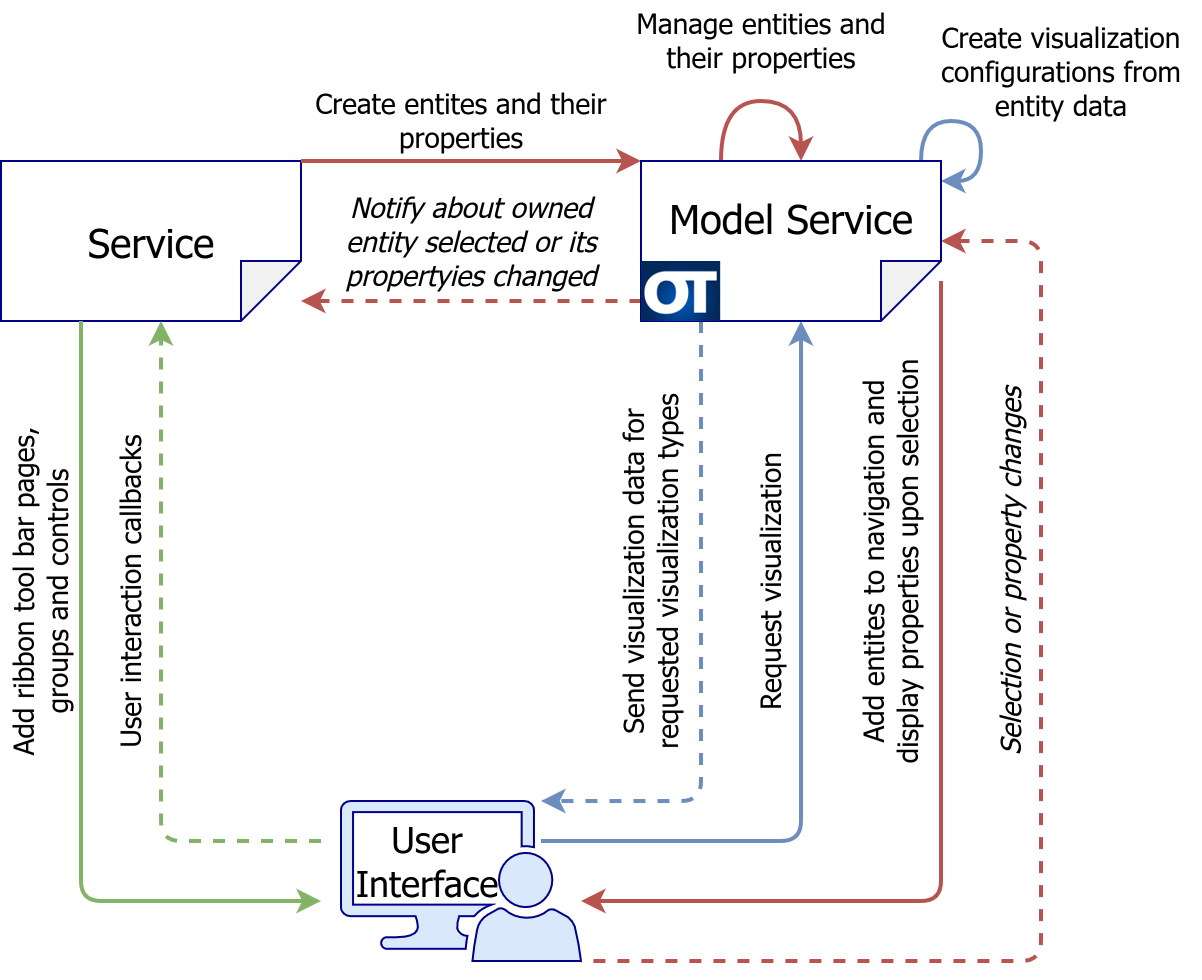 Manage entities and
their properties
Create visualization
configurations from
entity data
Create entites and their
properties
Service
Notify about owned
entity selected or its
propertyies changed
Model Service
OT
Add ribbon tool bar pages,
groups and controls
User interaction callbacks
Send visualization data for
requested visualization types
Request visualization
Add entites to navigation and
display properties upon selection
Selection or property changes
User
Interface